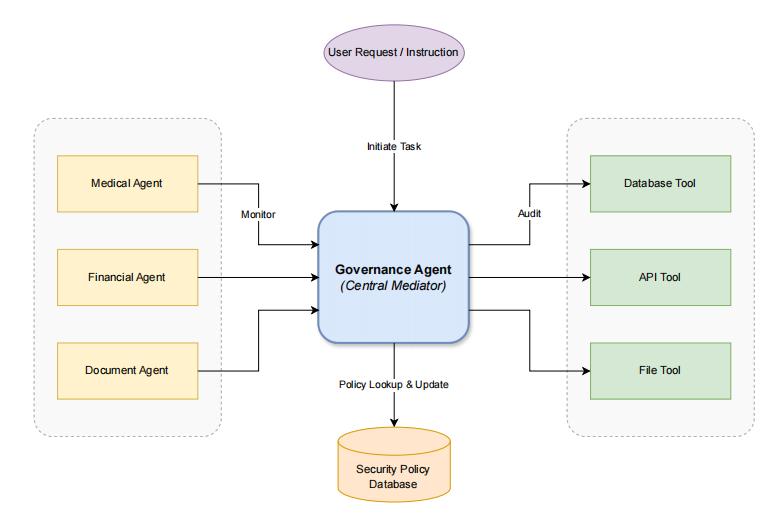 User Request / Instruction
Initiate Task
Medical Agent
Monitor
Financial Agent
Document Agent
Governance Agent
(Central Mediator)
Audit
Database Tool
API Tool
File Tool
Policy Lookup & Update
Security Policy
Database